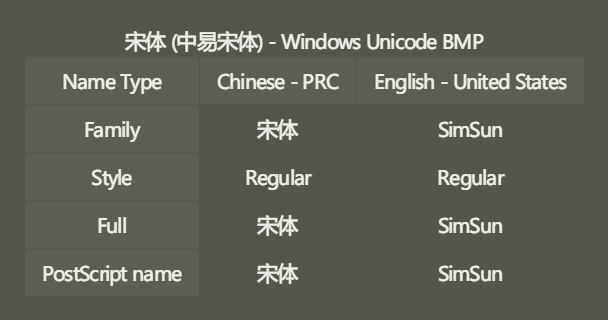 宋体 (中易宋体) - Windows Unicode BMP
Name Type Chinese - PRC English - United States
Family 宋体 SimSun
Style Regular Regular
Full 宋体 SimSun
PostScript name 宋体 SimSun